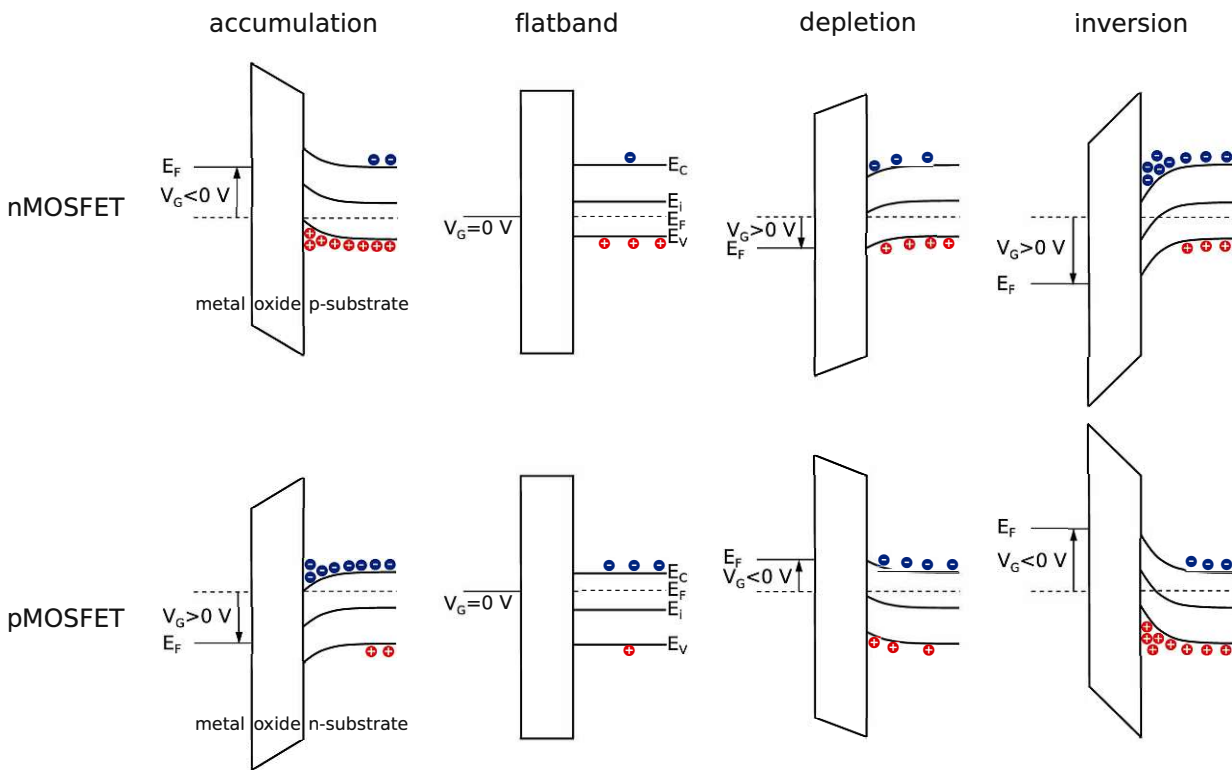 accumulation flatband depletion inversion
nMOSFET
E_F
V_G<0 V
metal oxide p-substrate
V_G=0 V
E_C
E_i
E_F
E_V
V_G>0 V
E_F
V_G>0 V
E_F
pMOSFET
V_G>0 V
E_F
metal oxide n-substrate
V_G=0 V
E_C
E_F
E_i
E_V
E_F
V_G<0 V
E_F
V_G<0 V